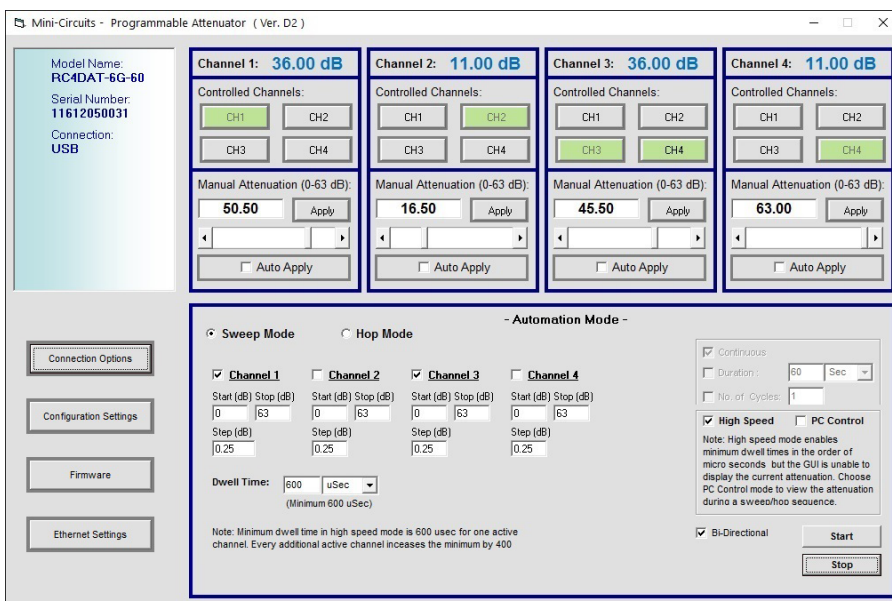 Mini-Circuits - Programmable Attenuator ( Ver. D2 )
Model Name:
RC4DAT-6G-60
Serial Number:
11612050031
Connection:
USB
Channel 1: 36.00 dB
Controlled Channels:
CH1 CH2
CH3 CH4
Manual Attenuation (0-63 dB):
50.50 Apply
Auto Apply
Channel 2: 11.00 dB
Controlled Channels:
CH1 CH2
CH3 CH4
Manual Attenuation (0-63 dB):
16.50 Apply
Auto Apply
Channel 3: 36.00 dB
Controlled Channels:
CH1 CH2
CH3 CH4
Manual Attenuation (0-63 dB):
45.50 Apply
Auto Apply
Channel 4: 11.00 dB
Controlled Channels:
CH1 CH2
CH3 CH4
Manual Attenuation (0-63 dB):
63.00 Apply
Auto Apply
Connection Options
Configuration Settings
Firmware
Ethernet Settings
- Automation Mode -
Sweep Mode Hop Mode
Channel 1 Channel 2 Channel 3 Channel 4
Start (dB) Stop (dB) Start (dB) Stop (dB) Start (dB) Stop (dB) Start (dB) Stop (dB)
0 63 0 63 0 63 0 63
Step (dB) Step (dB) Step (dB) Step (dB)
0.25 0.25 0.25 0.25
Dwell Time: 600 uSec
(Minimum 600 uSec)
Note: Minimum dwell time in high speed mode is 600 usec for one active
channel. Every additional active channel inceases the minimum by 400
Continuous
Duration : 60 Sec
No. of Cycles: 1
High Speed PC Control
Note: High speed mode enables
minimum dwell times in the order of
micro seconds but the GUI is unable to
display the current attenuation. Choose
PC Control mode to view the attenuation
during a sweep/hop sequence.
Bi-Directional Start
Stop